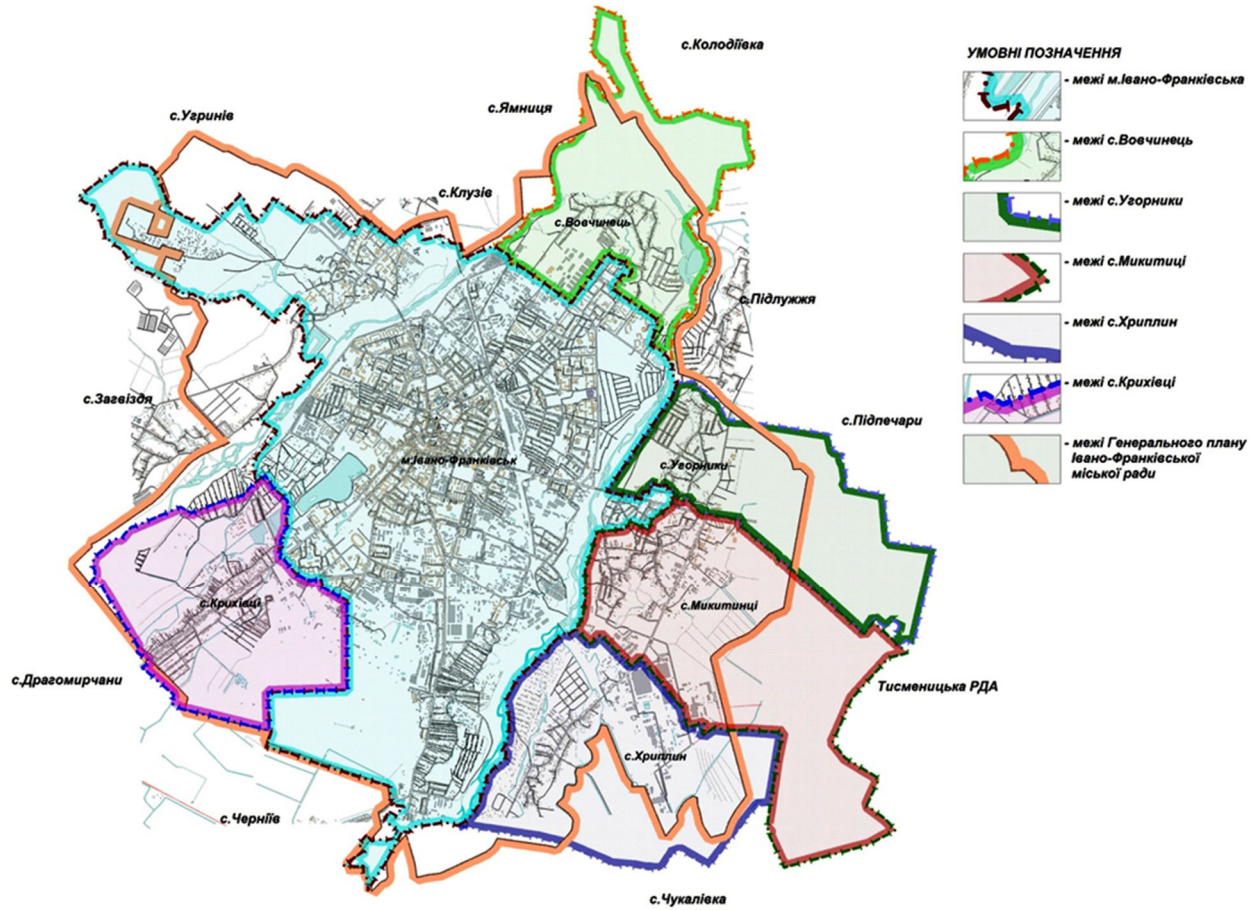 с.Колодіївка
УМОВНІ ПОЗНАЧЕННЯ
- межі м.Івано-Франківська
с.Ямниця
с.Угринів
- межі с.Вовчинець
с.Клузів
- межі с.Угорники
с.Вовчинець
- межі с.Микитиці
с.Підлужжя
- межі с.Хриплин
- межі с.Крихівці
с.Загвіздя
с.Підпечари
- межі Генерального плану
Івано-Франківської
міської ради
м.Івано-Франківськ
с.Угорники
с.Крихівці
с.Микитинці
с.Драгомирчани
Тисменицька РДА
с.Хриплин
с.Черніїв
с.Чукалівка